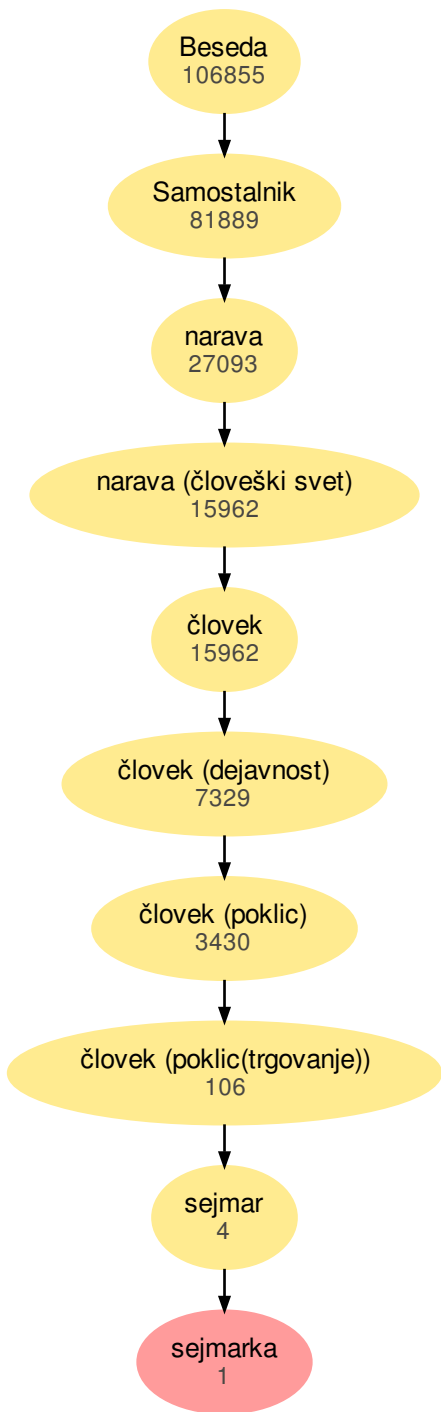 Beseda
106855
Samostalnik
81889
narava
27093
narava (človeški svet)
15962
človek
15962
človek (dejavnost)
7329
človek (poklic)
3430
človek (poklic(trgovanje))
106
sejmar
4
sejmarka
1